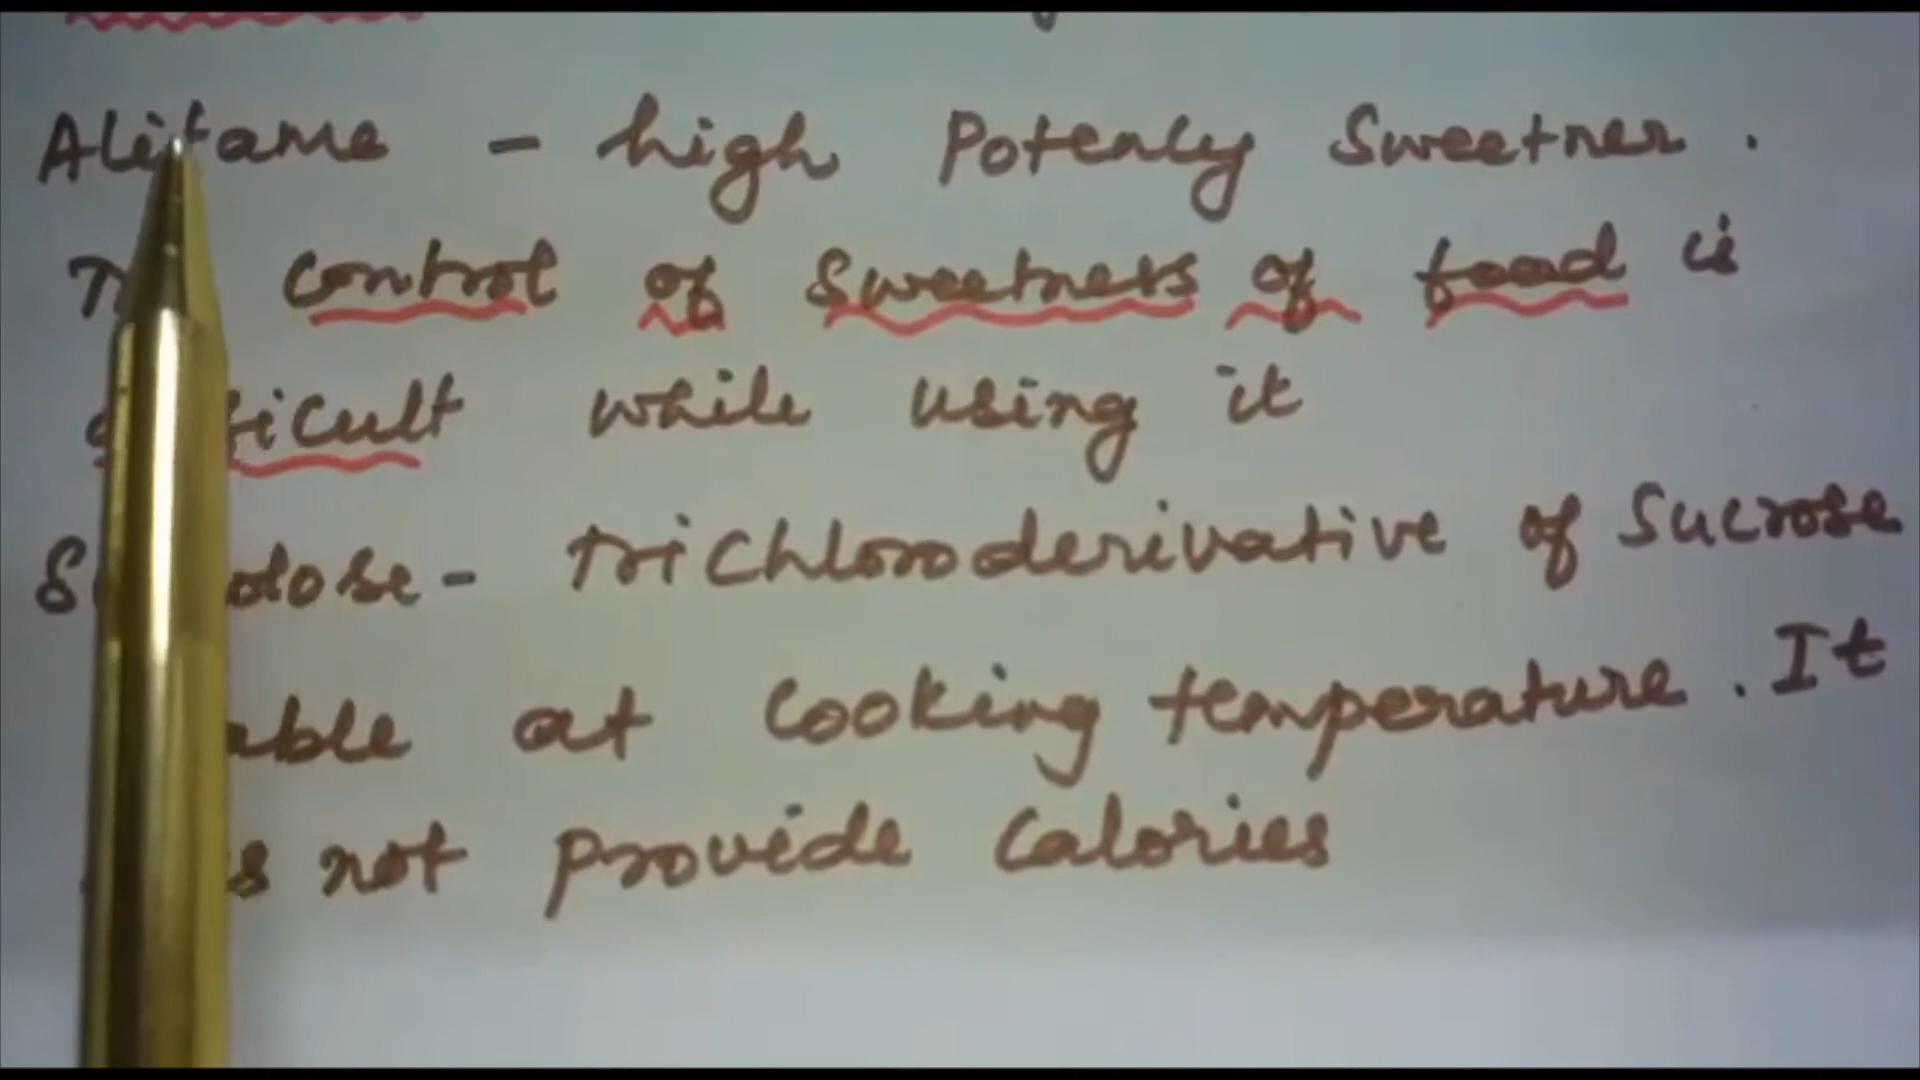 Alitame - high Potency Sweetner.
control of Sweetness of food is
while using it
trichloroderivative of Sucrose
at cooking temperature. It
not provide calories